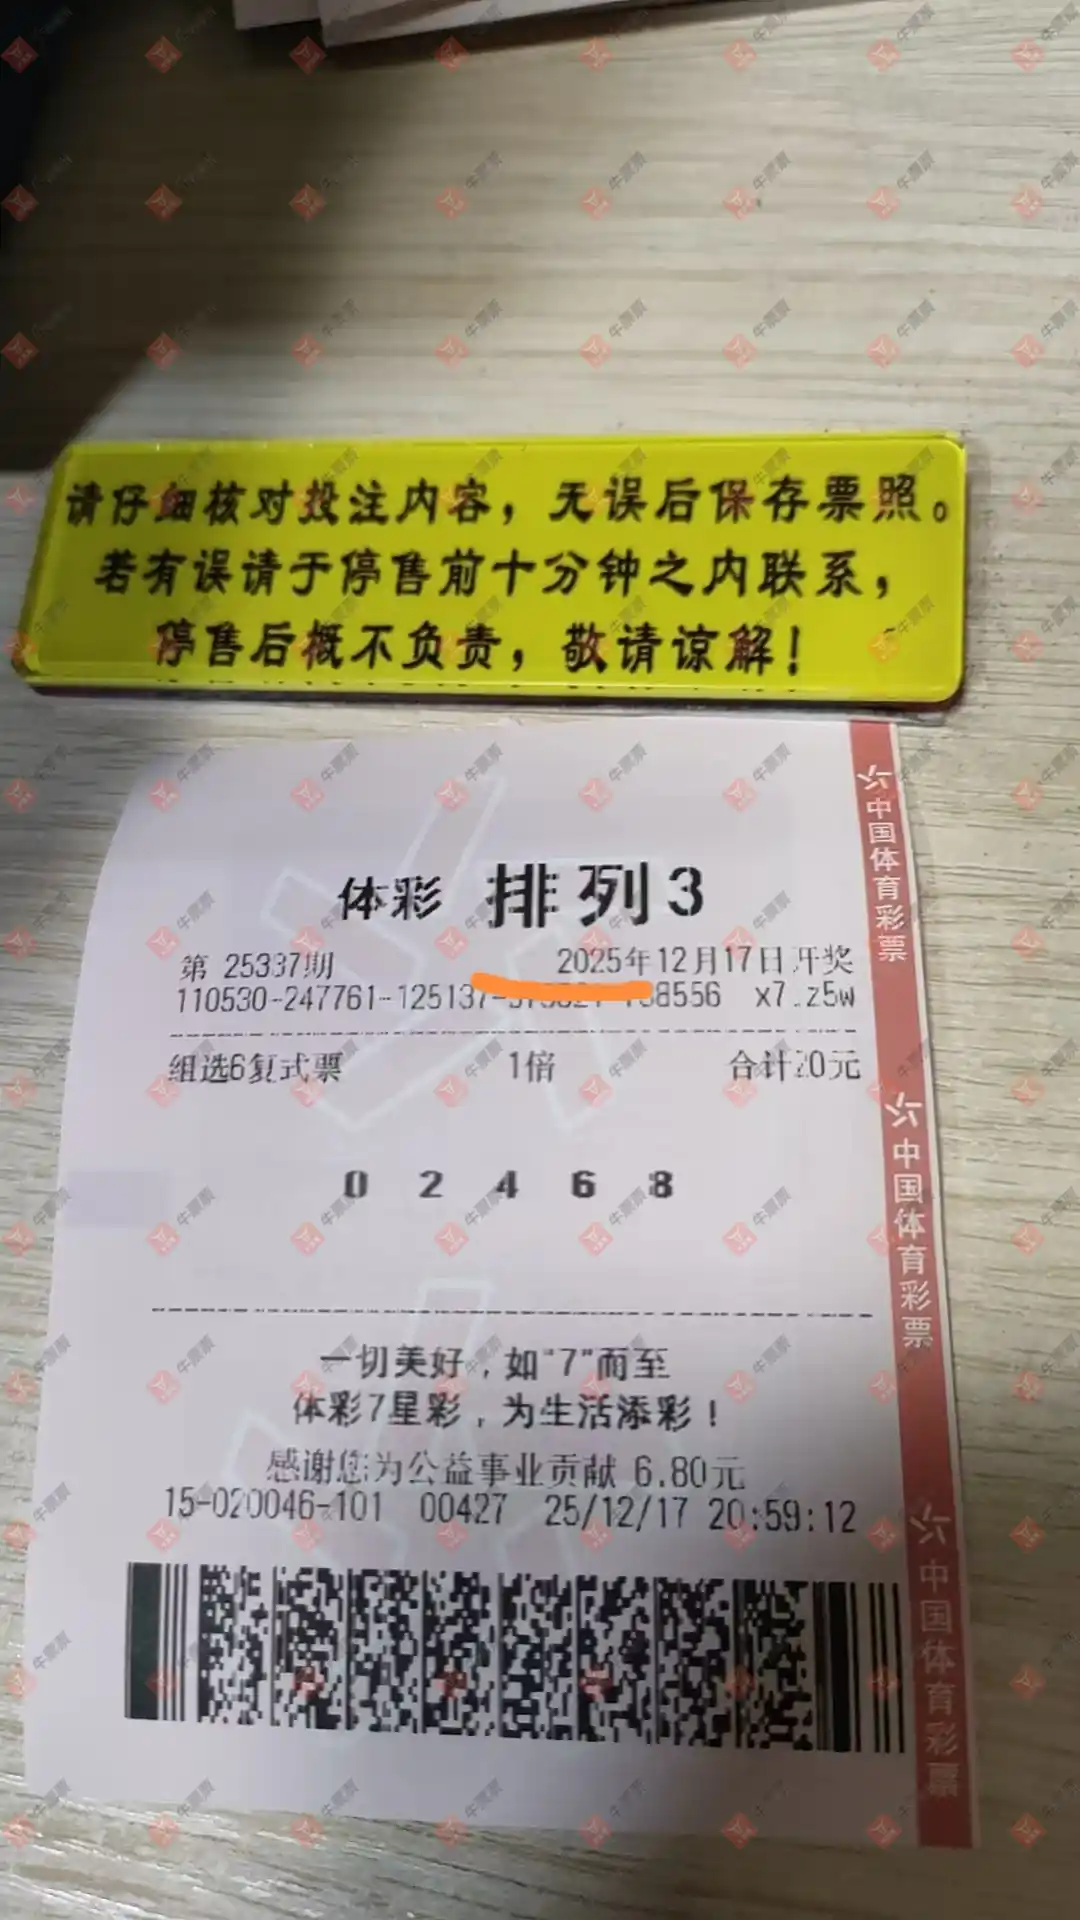 请仔细核对投注内容，无误后保存票照。
若有误请于停售前十分钟之内联系，
停售后概不负责，敬请谅解！
中国体育彩票
体彩 排列3
第 25337期 2025年12月17日开奖
110530-247761-125137- 8556 x7 z5w
组选6复式票 1倍 合计20元
中国体育彩票
0 2 4 6 8
一切美好，如“7”而至
体彩7星彩，为生活添彩！
感谢您为公益事业贡献 6.80元
15-020046-101 00427 25/12/17 20:59:12
中国体育彩票
牛票票